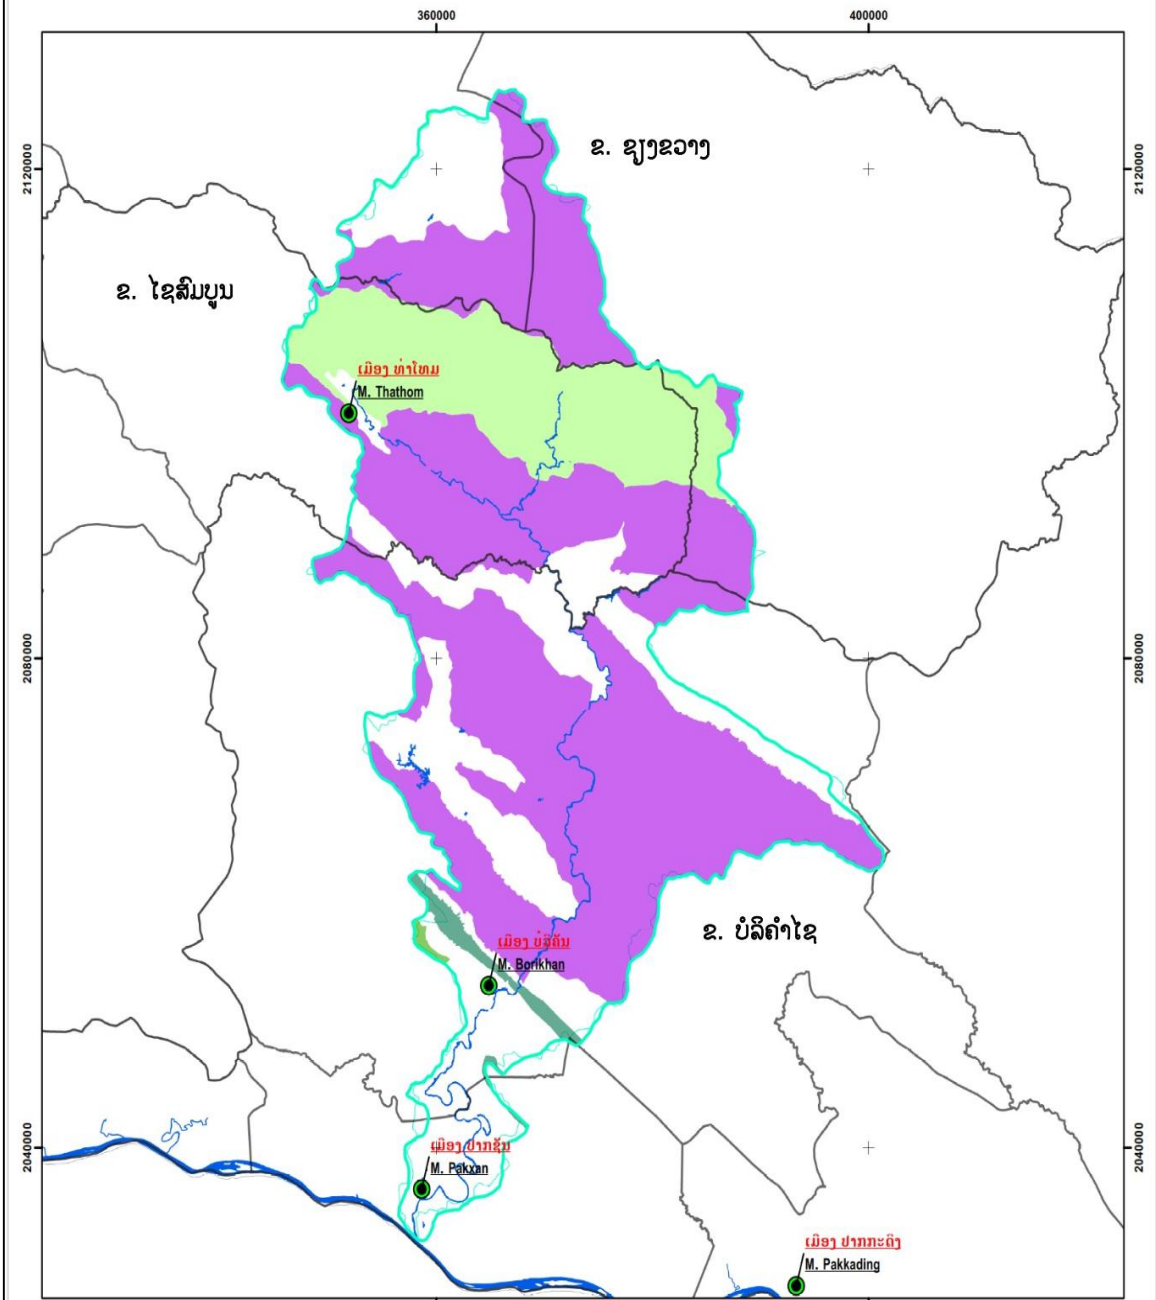 360000
400000
2120000
2120000
ຂ. ຊຽງຂວາງ
ຂ. ໄຊສົມບູນ
ເມືອງ ທ່າໂທມ
M. Thathom
2080000
2080000
ຂ. ບໍລິຄຳໄຊ
ເມືອງ ບໍລິຄັນ
M. Borikhan
2040000
2040000
ເມືອງ ປາກຊັນ
M. Pakxan
ເມືອງ ປາກກະດິງ
M. Pakkading